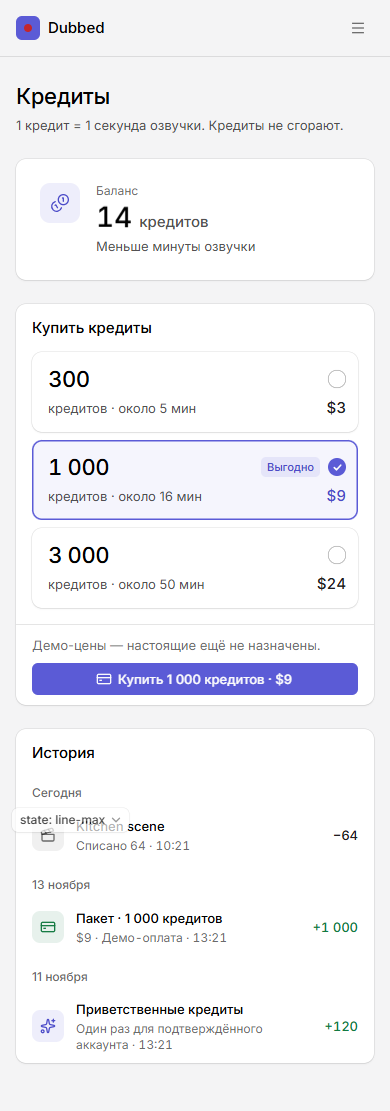 Dubbed
Кредиты
1 кредит = 1 секунда озвучки. Кредиты не сгорают.
Баланс
14 кредитов
Меньше минуты озвучки
Купить кредиты
300
кредитов · около 5 мин
$3
1 000
Выгодно
кредитов · около 16 мин
$9
3 000
кредитов · около 50 мин
$24
Демо-цены — настоящие ещё не назначены.
Купить 1 000 кредитов · $9
История
Сегодня
state: line-max
Kitchen scene
−64
Списано 64 · 10:21
13 ноября
Пакет · 1 000 кредитов
+1 000
$9 · Демо-оплата · 13:21
11 ноября
Приветственные кредиты
+120
Один раз для подтверждённого
аккаунта · 13:21